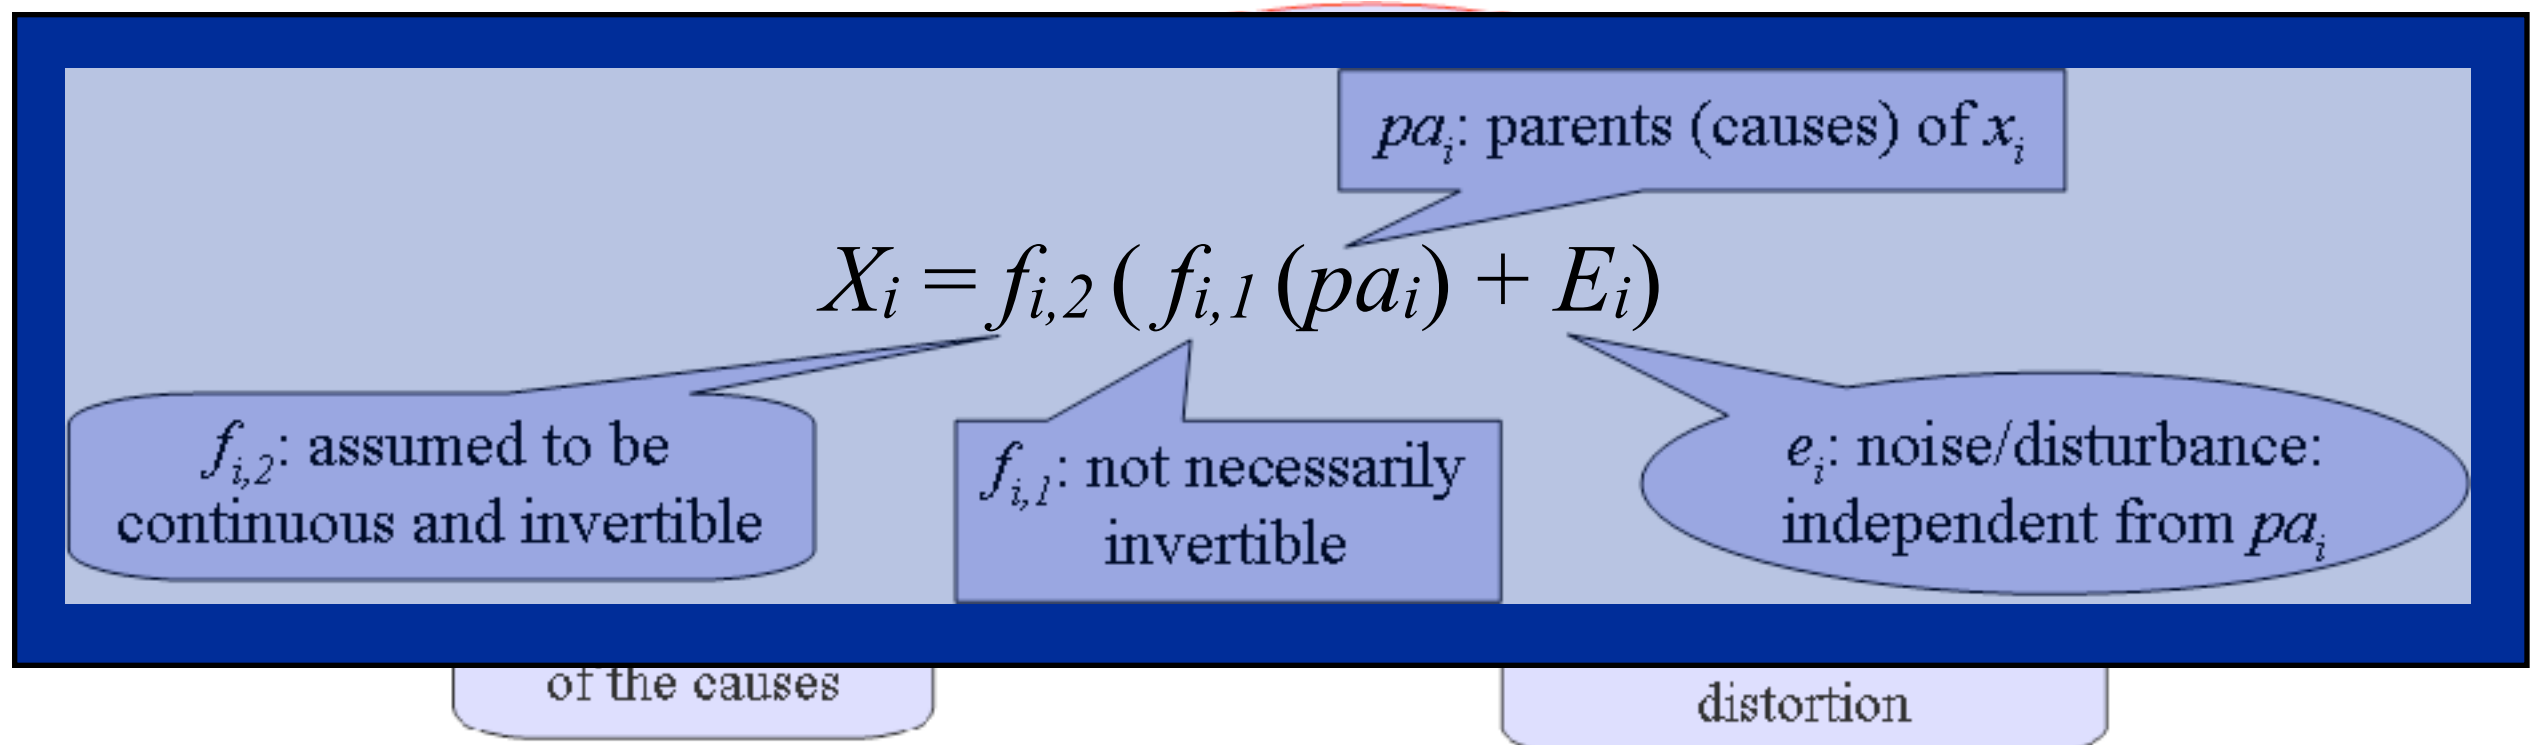 pa_i: parents (causes) of x_i
X_i = f_{i,2} ( f_{i,1} (pa_i) + E_i)
f_{i,2}: assumed to be
continuous and invertible
f_{i,1}: not necessarily
invertible
e_i: noise/disturbance:
independent from pa_i
of the causes
distortion